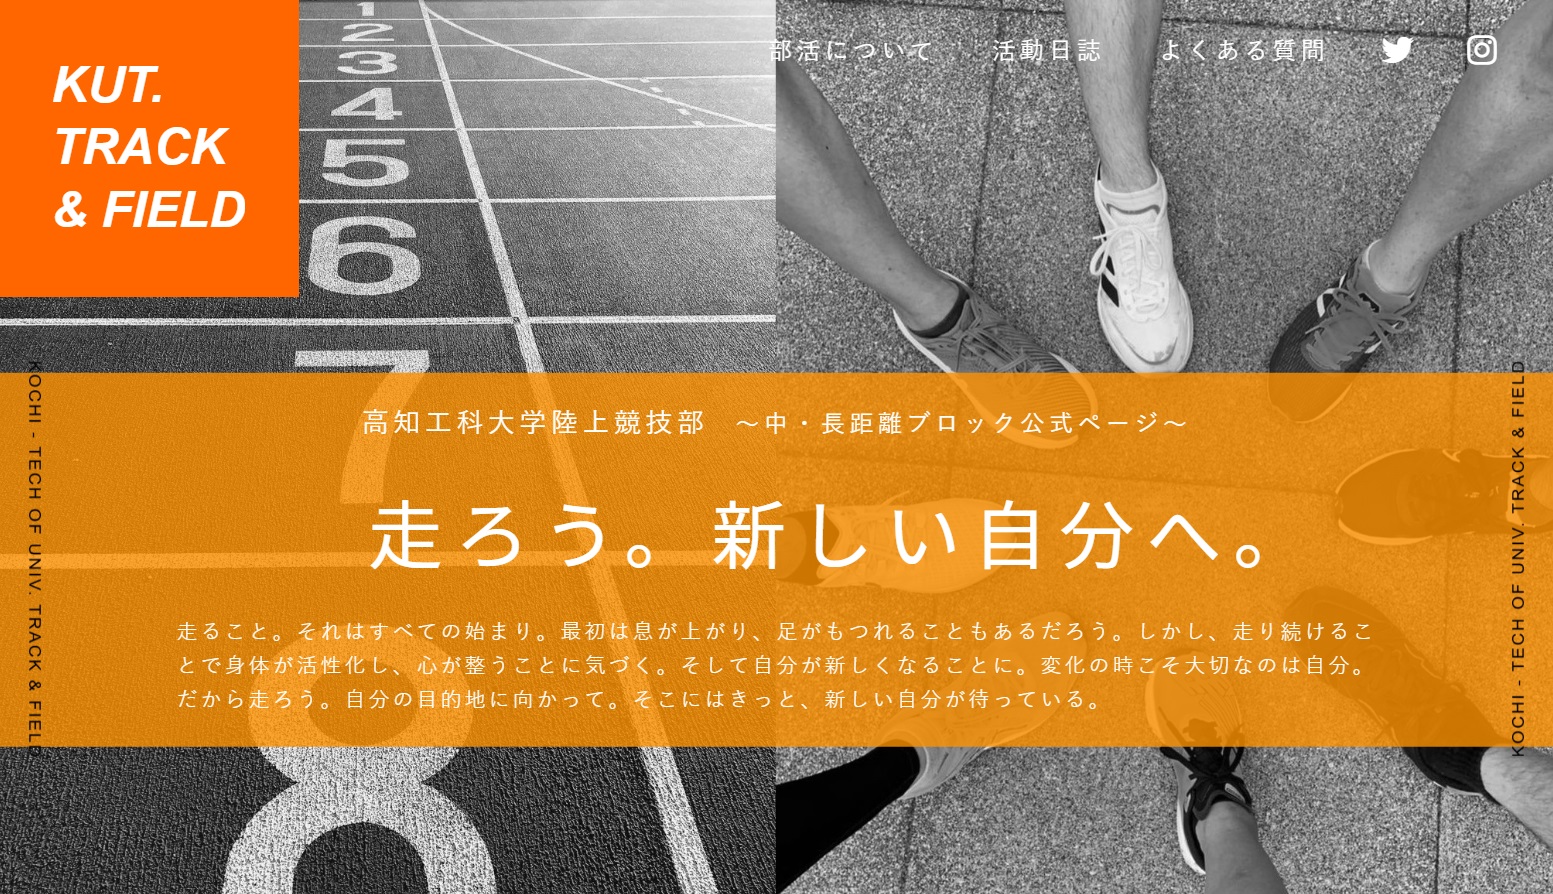 KUT.
TRACK
& FIELD
部活について
活動日誌
よくある質問
1
2
3
4
5
6
7
8
KOCHI - TECH OF UNIV. TRACK & FIELD
高知工科大学陸上競技部　〜中・長距離ブロック公式ページ〜
走ろう。新しい自分へ。
走ること。それはすべての始まり。最初は息が上がり、足がもつれることもあるだろう。しかし、走り続けるこ
とで身体が活性化し、心が整うことに気づく。そして自分が新しくなることに。変化の時こそ大切なのは自分。
だから走ろう。自分の目的地に向かって。そこにはきっと、新しい自分が待っている。
KOCHI - TECH OF UNIV. TRACK & FIELD